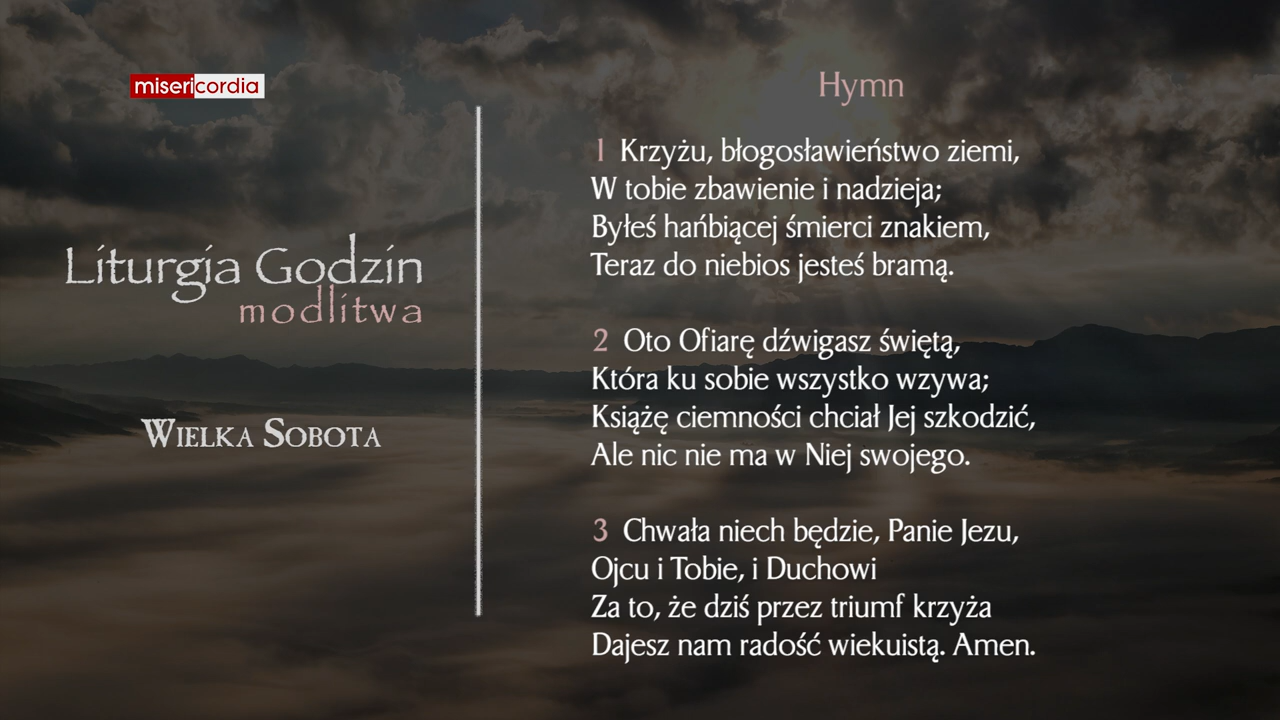 misericordia
Liturgia Godzin
modlitwa
Wielka Sobota
Hymn
1 Krzyżu, błogosławieństwo ziemi,
W tobie zbawienie i nadzieja;
Byłeś hańbiącej śmierci znakiem,
Teraz do niebios jesteś bramą.
2 Oto Ofiarę dźwigasz świętą,
Która ku sobie wszystko wzywa;
Książę ciemności chciał Jej szkodzić,
Ale nic nie ma w Niej swojego.
3 Chwała niech będzie, Panie Jezu,
Ojcu i Tobie, i Duchowi
Za to, że dziś przez triumf krzyża
Dajesz nam radość wiekuistą. Amen.